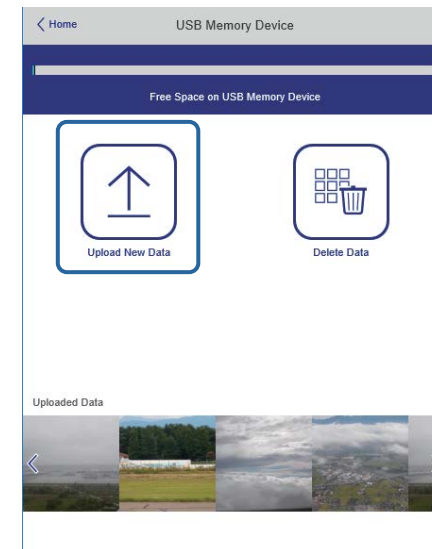 Home
USB Memory Device
Free Space on USB Memory Device
Upload New Data
Delete Data
Uploaded Data